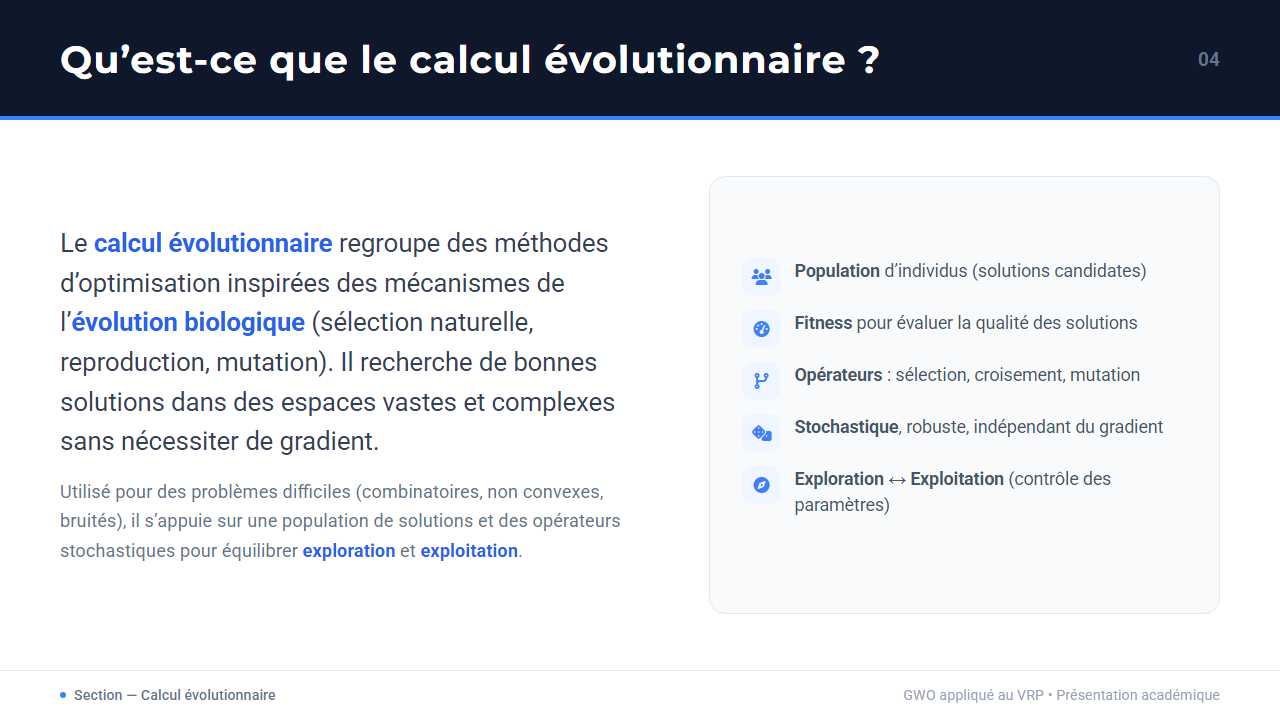 Qu’est-ce que le calcul évolutionnaire ?
04
Le calcul évolutionnaire regroupe des méthodes
d’optimisation inspirées des mécanismes de
l’évolution biologique (sélection naturelle,
reproduction, mutation). Il recherche de bonnes
solutions dans des espaces vastes et complexes
sans nécessiter de gradient.
Utilisé pour des problèmes difficiles (combinatoires, non convexes,
bruités), il s’appuie sur une population de solutions et des opérateurs
stochastiques pour équilibrer exploration et exploitation.
Population d’individus (solutions candidates)
Fitness pour évaluer la qualité des solutions
Opérateurs : sélection, croisement, mutation
Stochastique, robuste, indépendant du gradient
Exploration ↔ Exploitation (contrôle des
paramètres)
Section — Calcul évolutionnaire
GWO appliqué au VRP • Présentation académique